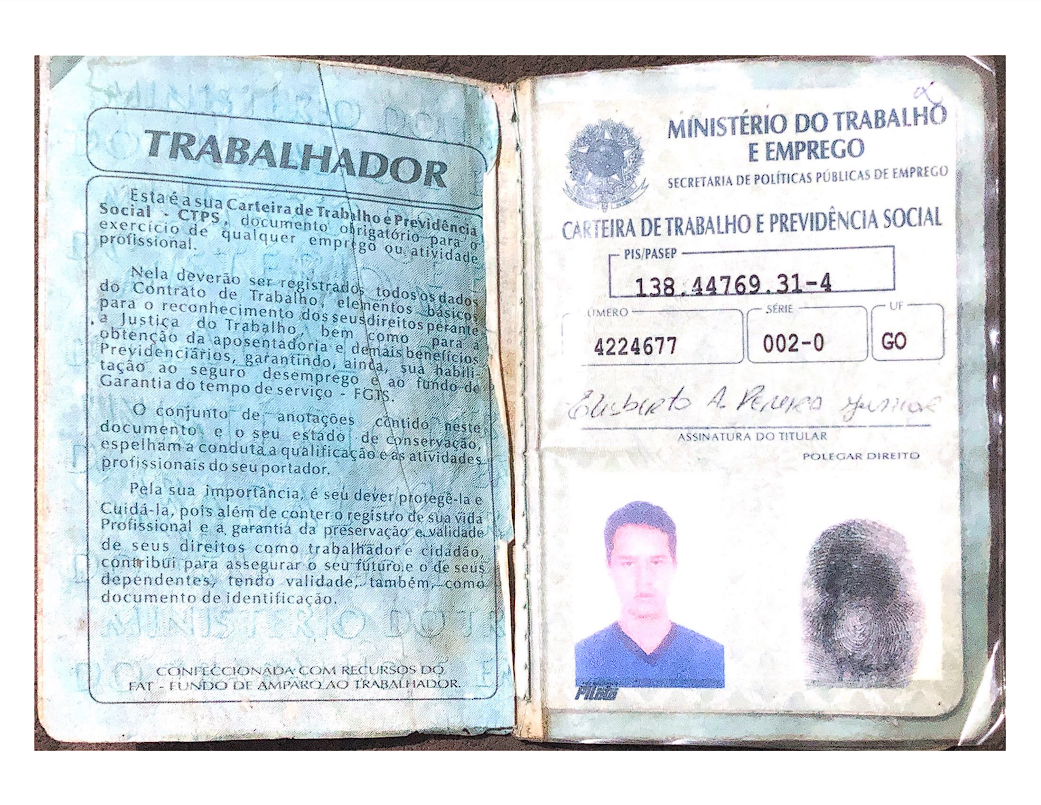 TRABALHADOR
Esta é a sua Carteira de Trabalho e Previdência
Social - CTPS, documento obrigatório para o
exercício de qualquer emprego ou atividade
profissional.
Nela deverão ser registrados todos os dados
do Contrato de Trabalho, elementos básicos
para o reconhecimento dos seus direitos perante
a Justiça do Trabalho, bem como para a
obtenção da aposentadoria e demais benefícios
Previdenciários, garantindo, ainda, sua habili-
tação ao seguro desemprego e ao fundo de
Garantia do tempo de serviço - FGTS.
O conjunto de anotações contido neste
documento e o seu estado de conservação,
espelham a conduta a qualificação e as atividades
profissionais do seu portador.
Pela sua importância, é seu dever protegê-la e
Cuidá-la, pois além de conter o registro de sua vida
Profissional e a garantia da preservação e validade
de seus direitos como trabalhador e cidadão,
contribui para assegurar o seu futuro e o de seus
dependentes, tendo validade, também, como
documento de identificação.
MINISTÉRIO DO TR
CONFECCIONADA COM RECURSOS DO
FAT - FUNDO DE AMPARO AO TRABALHADOR.
MINISTÉRIO DO TRABALHO
E EMPREGO
SECRETARIA DE POLÍTICAS PÚBLICAS DE EMPREGO
CARTEIRA DE TRABALHO E PREVIDÊNCIA SOCIAL
PIS/PASEP
138.44769.31-4
ÚMERO SÉRIE UF
4224677 002-0 GO
Elisberto A. Pereira Junior
ASSINATURA DO TITULAR
POLEGAR DIREITO